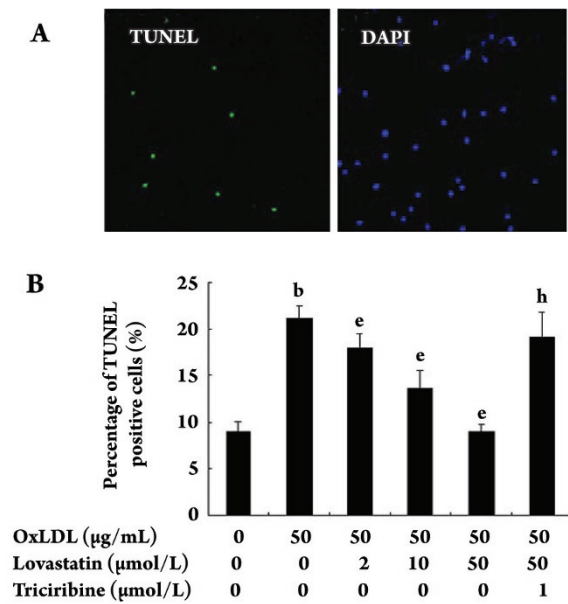 A
TUNEL
DAPI
B
Percentage of TUNEL
positive cells (%)
25
20
15
10
5
0
b
e
e
e
h
OxLDL (µg/mL) 0 50 50 50 50 50
Lovastatin (µmol/L) 0 0 2 10 50 50
Triciribine (µmol/L) 0 0 0 0 0 1